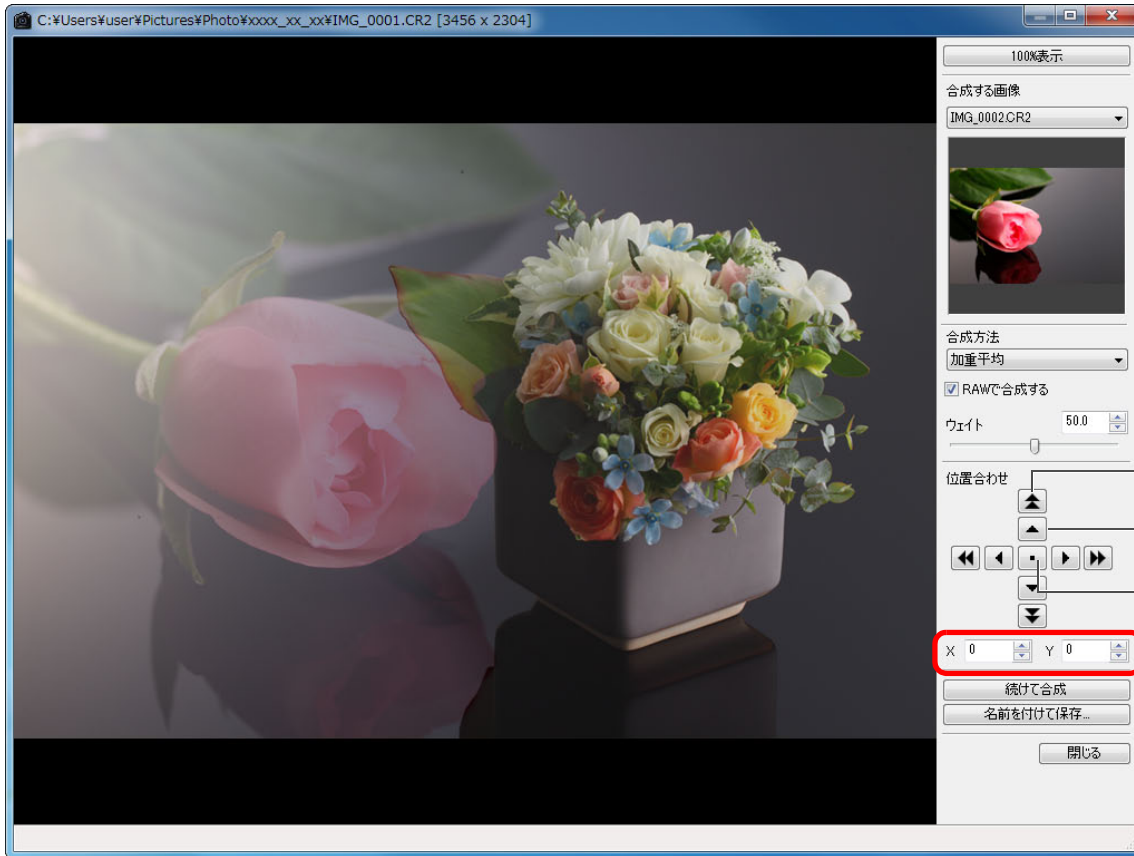 C:¥Users¥user¥Pictures¥Photo¥xxxx_xx_xx¥IMG_0001.CR2 [3456 x 2304]
100%表示
合成する画像
IMG_0002.CR2
合成方法
加重平均
RAWで合成する
ウェイト 50.0
位置合わせ
X 0 Y 0
続けて合成
名前を付けて保存...
閉じる